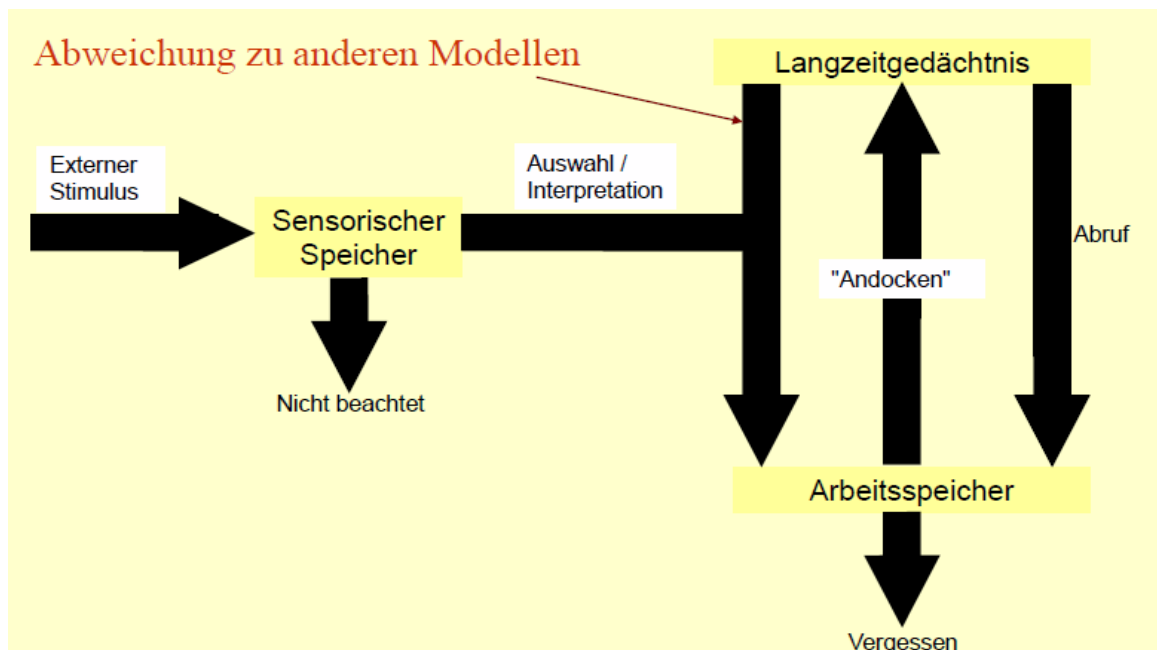 Abweichung zu anderen Modellen
Langzeitgedächtnis
Externer
Stimulus
Auswahl /
Interpretation
Sensorischer
Speicher
Abruf
"Andocken"
Nicht beachtet
Arbeitsspeicher
Vergessen